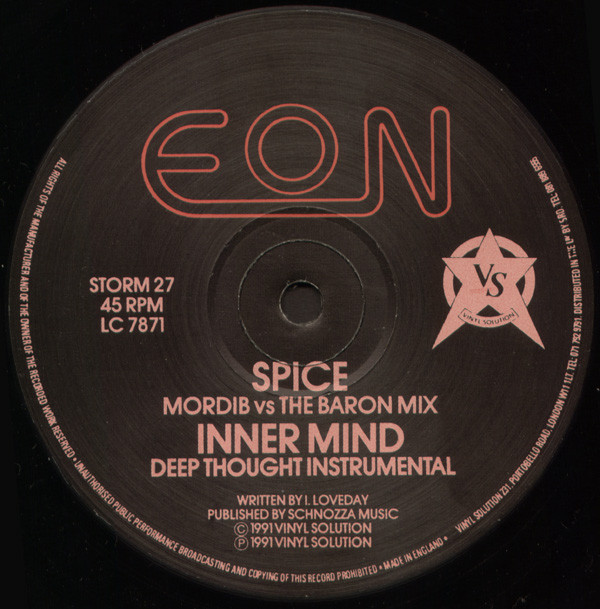 EON
STORM 27
45 RPM
LC 7871
VS
VINYL SOLUTION
SPICE
MORDIB VS THE BARON MIX
INNER MIND
DEEP THOUGHT INSTRUMENTAL
WRITTEN BY I. LOVEDAY
PUBLISHED BY SCHNOZZA MUSIC
© 1991 VINYL SOLUTION
℗ 1991 VINYL SOLUTION
ALL RIGHTS OF THE MANUFACTURER AND OF THE OWNER OF THE RECORDED WORK RESERVED • UNAUTHORISED PUBLIC PERFORMANCE BROADCASTING AND COPYING OF THIS RECORD PROHIBITED • MADE IN ENGLAND • VINYL SOLUTION 231, PORTOBELLO ROAD, LONDON W11 1LT. TEL: 071 792 9791. DISTRIBUTED IN THE BY SRD. TEL: 081